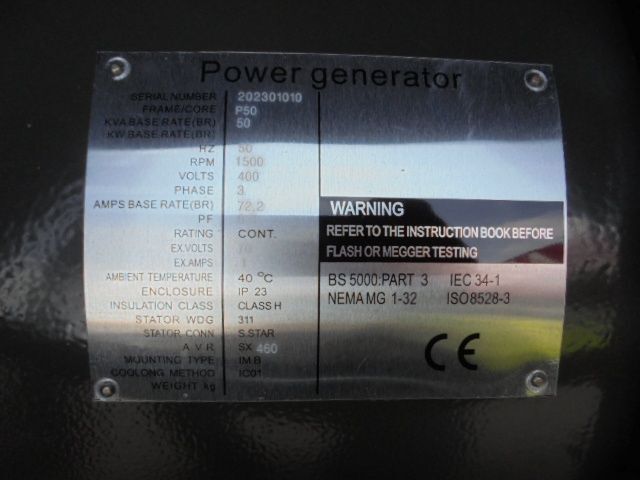 Power generator
SERIAL NUMBER 202301010
FRAME/CORE P50
KVA BASE RATE(BR) 50
KW BASE RATE(BR)
HZ 50
RPM 1500
VOLTS 400
PHASE 3
AMPS BASE RATE(BR) 72.2
PF
RATING CONT.
EX.VOLTS
EX.AMPS
AMBIENT TEMPERATURE 40 °C
ENCLOSURE IP 23
INSULATION CLASS CLASS H
STATOR WDG 311
STATOR CONN S.STAR
A V R SX 460
MOUNTING TYPE IM B
COOLONG METHOD IC01
WEIGHT kg
WARNING
REFER TO THE INSTRUCTION BOOK BEFORE
FLASH OR MEGGER TESTING
BS 5000:PART 3 IEC 34-1
NEMA MG 1-32 ISO8528-3
CE